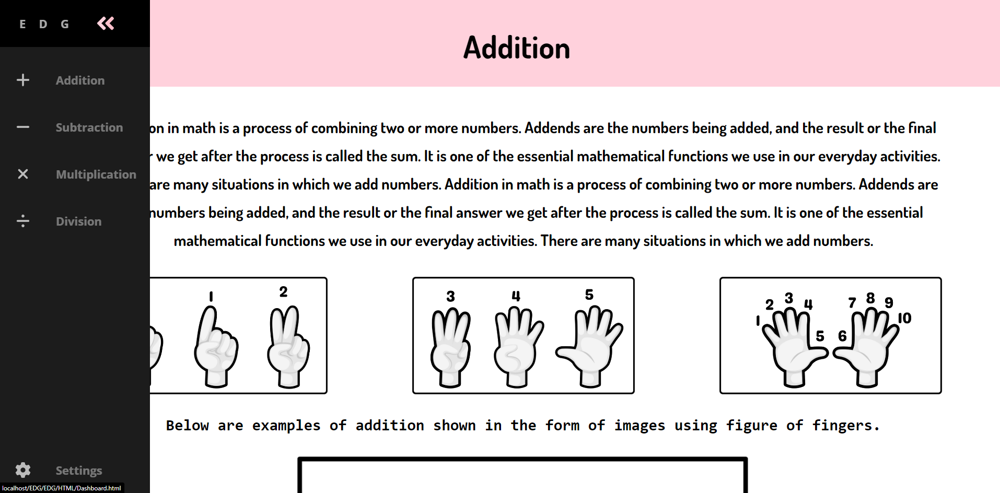 E D G
Addition
Subtraction
Multiplication
Division
Settings
localhost/EDG/EDG/HTML/Dashboard.html
Addition
on in math is a process of combining two or more numbers. Addends are the numbers being added, and the result or the final
r we get after the process is called the sum. It is one of the essential mathematical functions we use in our everyday activities.
are many situations in which we add numbers. Addition in math is a process of combining two or more numbers. Addends are
numbers being added, and the result or the final answer we get after the process is called the sum. It is one of the essential
mathematical functions we use in our everyday activities. There are many situations in which we add numbers.
1 2
3 4 5
1 2 3 4 5 6 7 8 9 10
Below are examples of addition shown in the form of images using figure of fingers.